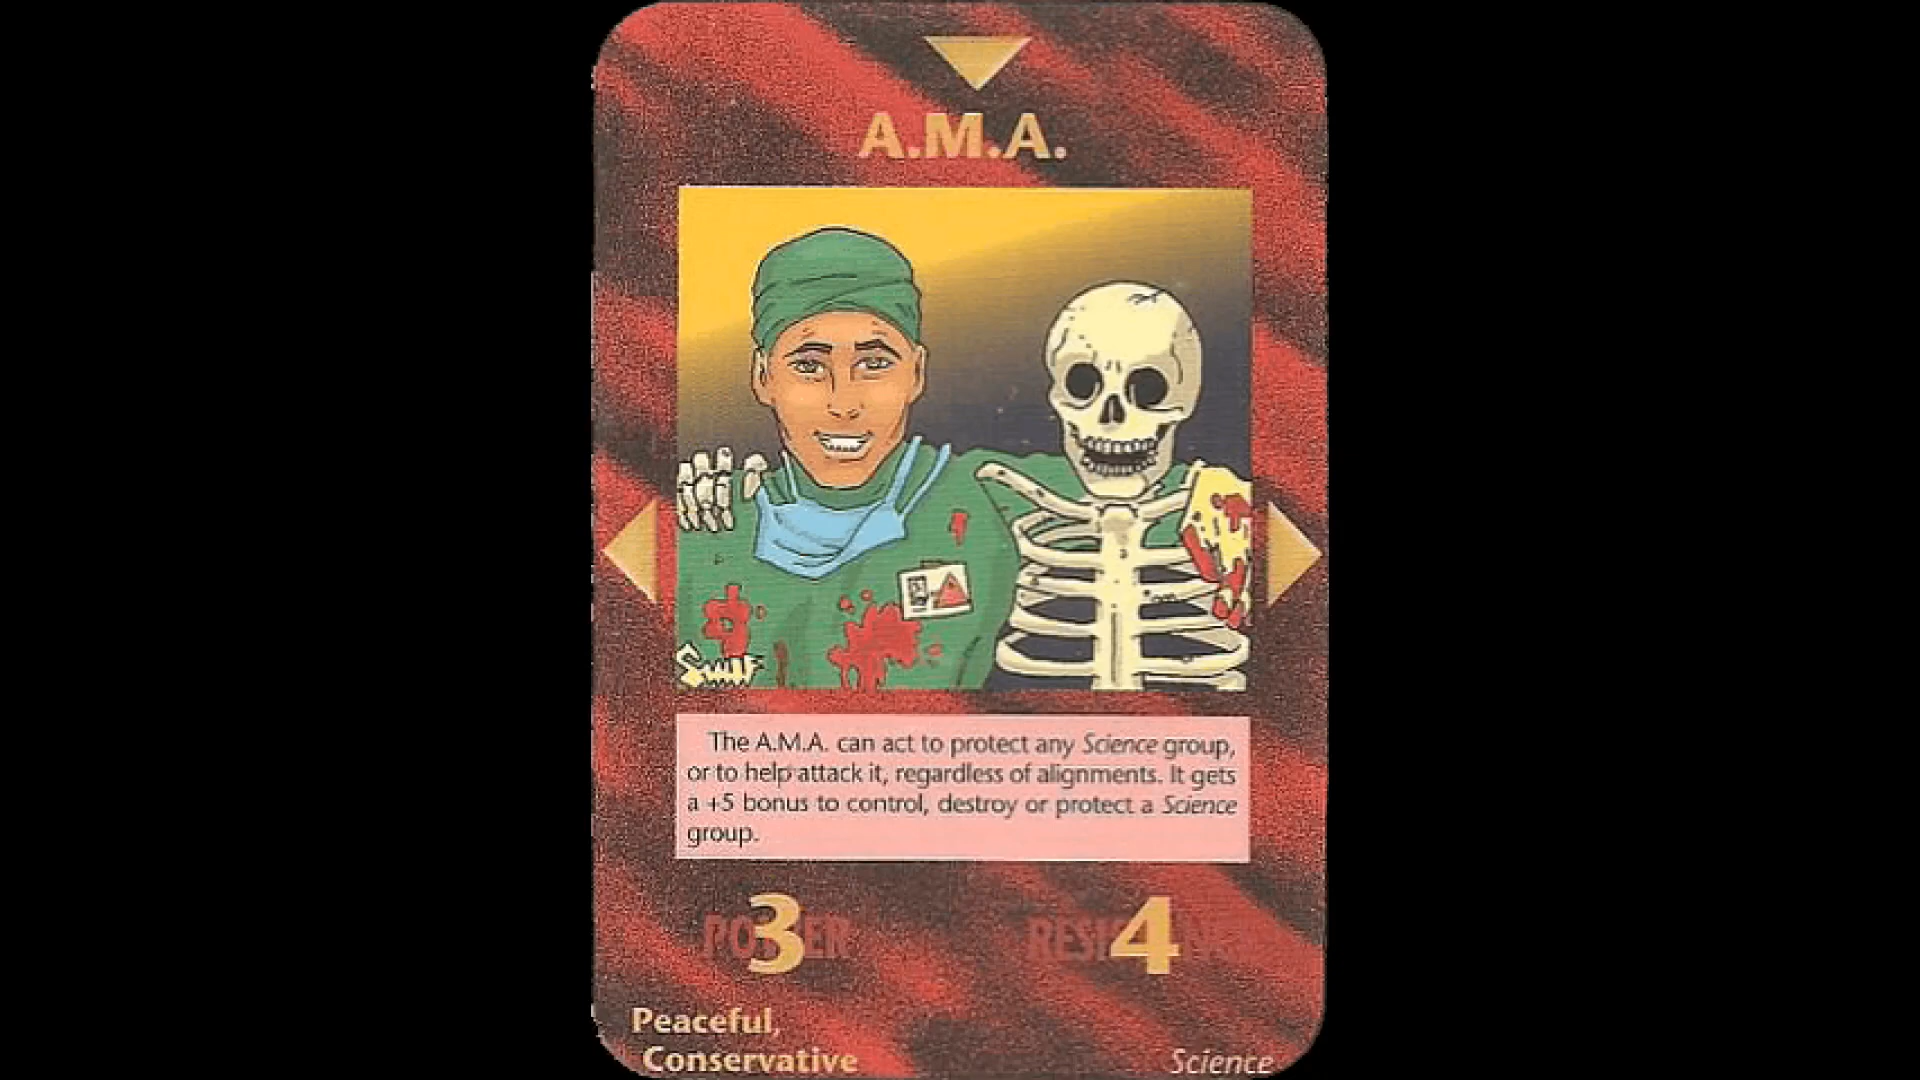 A.M.A.
The A.M.A. can act to protect any Science group,
or to help attack it, regardless of alignments. It gets
a +5 bonus to control, destroy or protect a Science
group.
3
4
Peaceful,
Conservative
Science